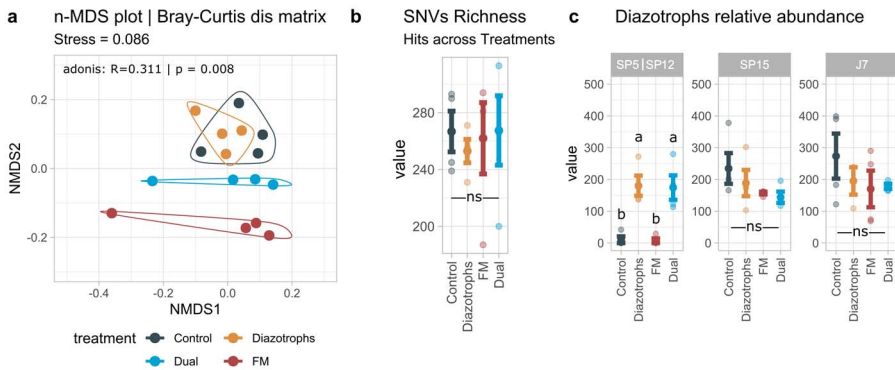 a
n-MDS plot | Bray-Curtis dis matrix
Stress = 0.086
adonis: R=0.311 | p = 0.008
NMDS2
0.2
0.0
-0.2
-0.4
-0.2
0.0
0.2
NMDS1
treatment
Control
Diazotrophs
Dual
FM
b
SNVs Richness
Hits across Treatments
value
280
260
240
200
ns
Control
Diazotrophs
FM
Dual
c
Diazotrophs relative abundance
value
SP5|SP12
500
400
300
200
100
0
b
a
b
a
Control
Diazotrophs
FM
Dual
SP15
500
400
300
200
100
0
ns
Control
Diazotrophs
FM
Dual
J7
500
400
300
200
100
0
ns
Control
Diazotrophs
FM
Dual